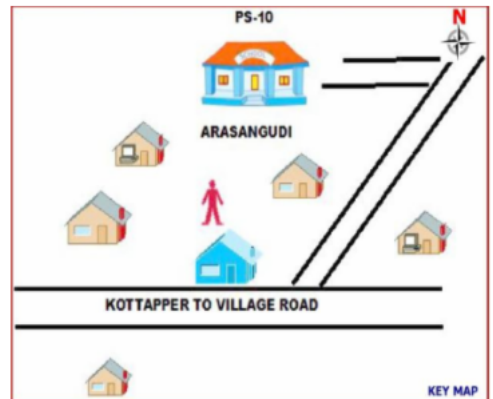 PS-10
N
ARASANGUDI
KOTTAPPER TO VILLAGE ROAD
KEY MAP